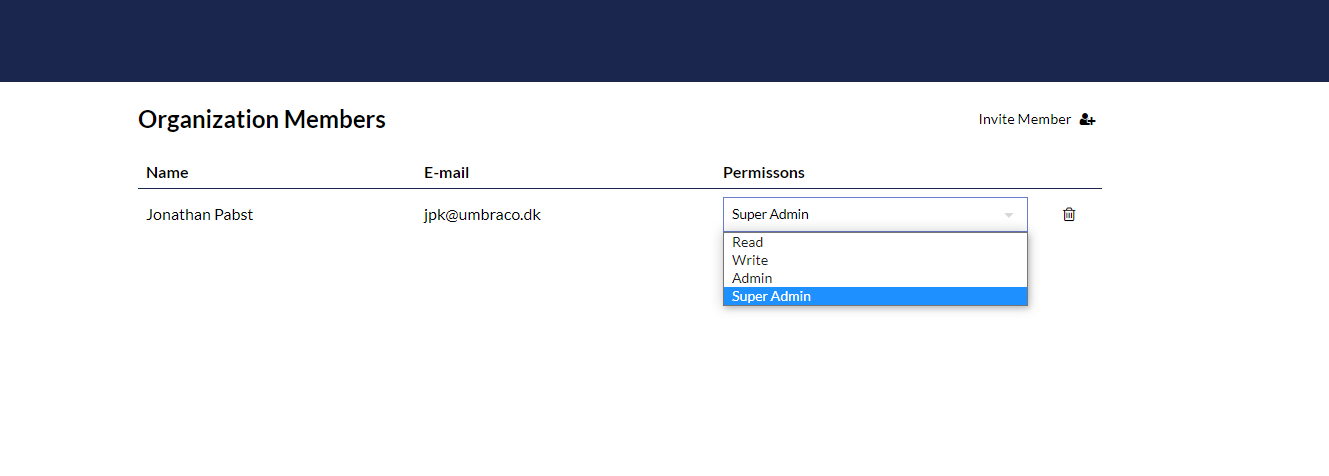 Organization Members
Invite Member
Name E-mail Permissons
Jonathan Pabst jpk@umbraco.dk Super Admin
Read
Write
Admin
Super Admin